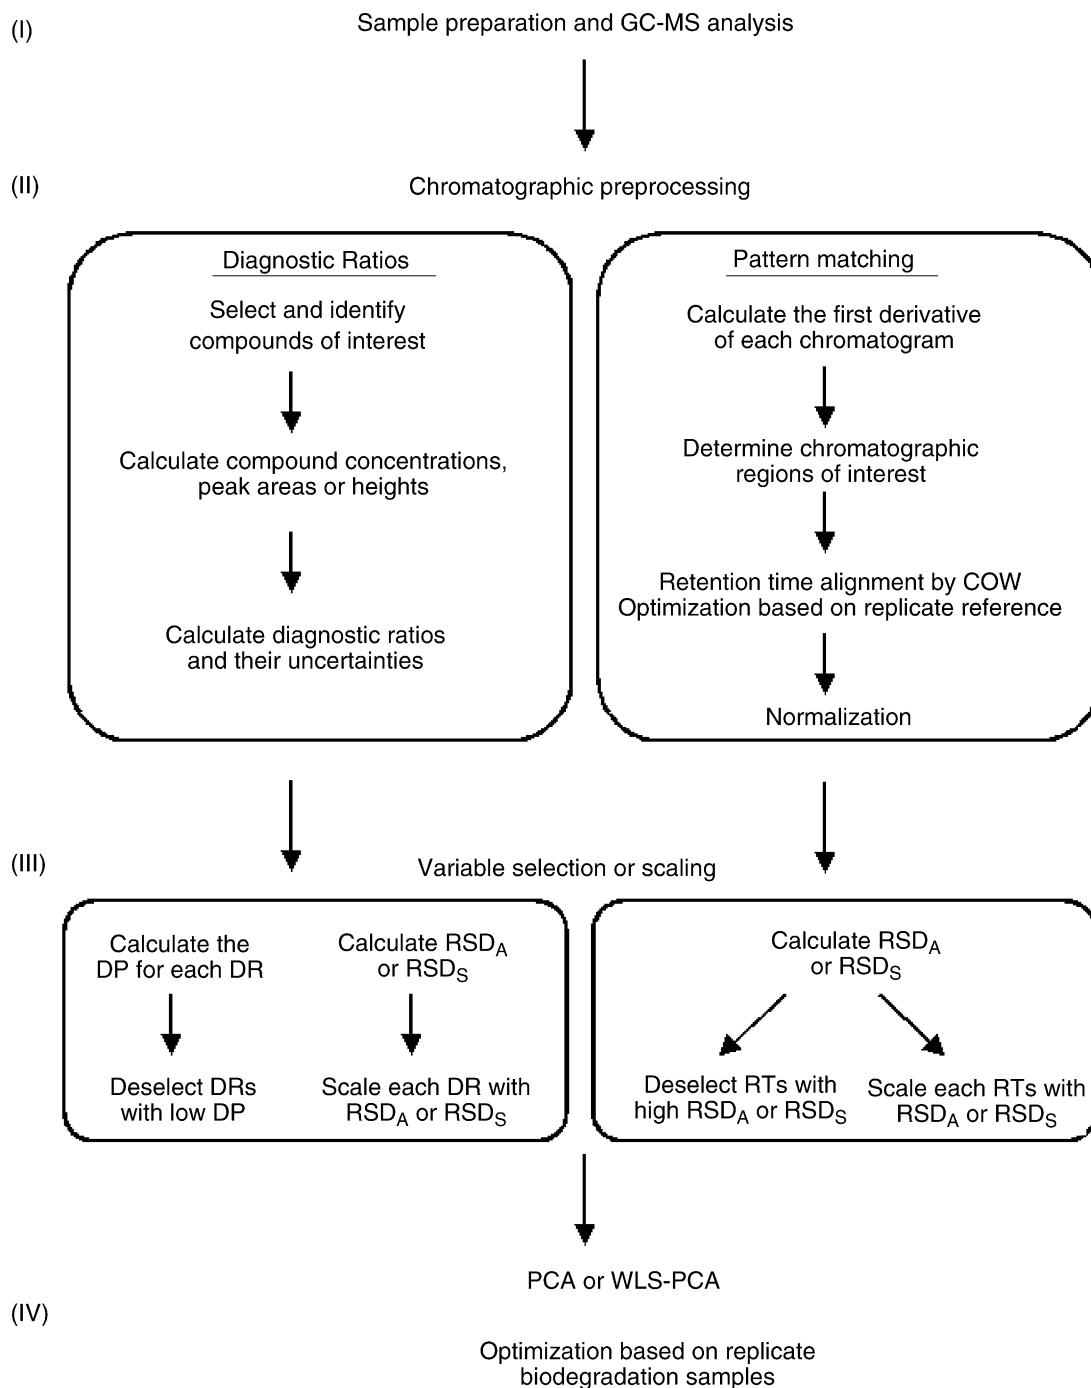 (I)
Sample preparation and GC-MS analysis
(II)
Chromatographic preprocessing
Diagnostic Ratios
Select and identify
compounds of interest
Calculate compound concentrations,
peak areas or heights
Calculate diagnostic ratios
and their uncertainties
Pattern matching
Calculate the first derivative
of each chromatogram
Determine chromatographic
regions of interest
Retention time alignment by COW
Optimization based on replicate reference
Normalization
(III)
Variable selection or scaling
Calculate the
DP for each DR
Deselect DRs
with low DP
Calculate RSDA
or RSDS
Scale each DR with
RSDA or RSDS
Calculate RSDA
or RSDS
Deselect RTs with
high RSDA or RSDS
Scale each RTs with
RSDA or RSDS
PCA or WLS-PCA
(IV)
Optimization based on replicate
biodegradation samples